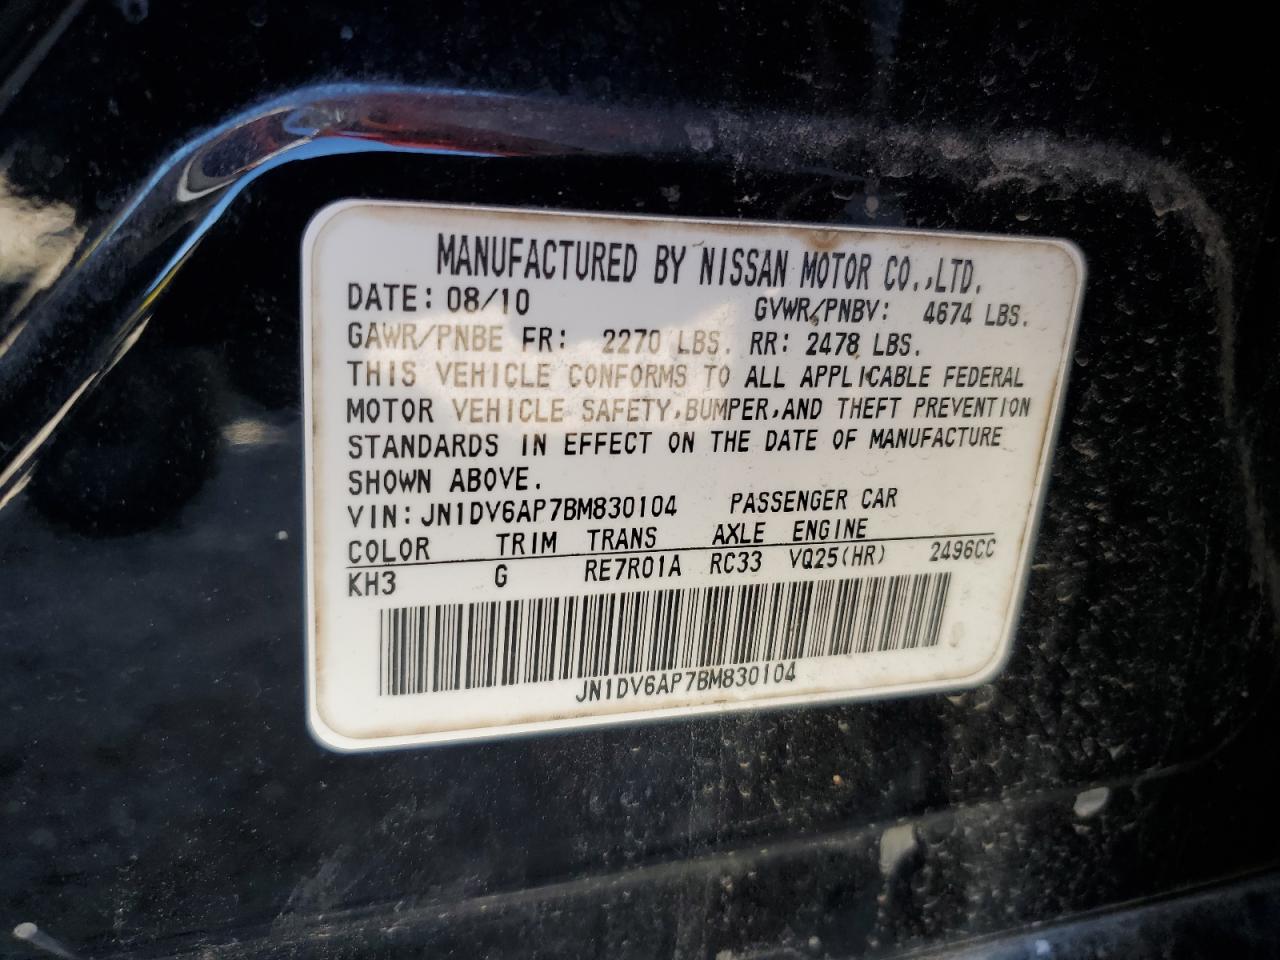 MANUFACTURED BY NISSAN MOTOR CO.,LTD.
DATE: 08/10 GVWR/PNBV: 4674 LBS.
GAWR/PNBE FR: 2270 LBS. RR: 2478 LBS.
THIS VEHICLE CONFORMS TO ALL APPLICABLE FEDERAL
MOTOR VEHICLE SAFETY,BUMPER,AND THEFT PREVENTION
STANDARDS IN EFFECT ON THE DATE OF MANUFACTURE
SHOWN ABOVE.
VIN: JN1DV6AP7BM830104 PASSENGER CAR
COLOR TRIM TRANS AXLE ENGINE
KH3 G RE7R01A RC33 VQ25(HR) 2496CC
JN1DV6AP7BM830104